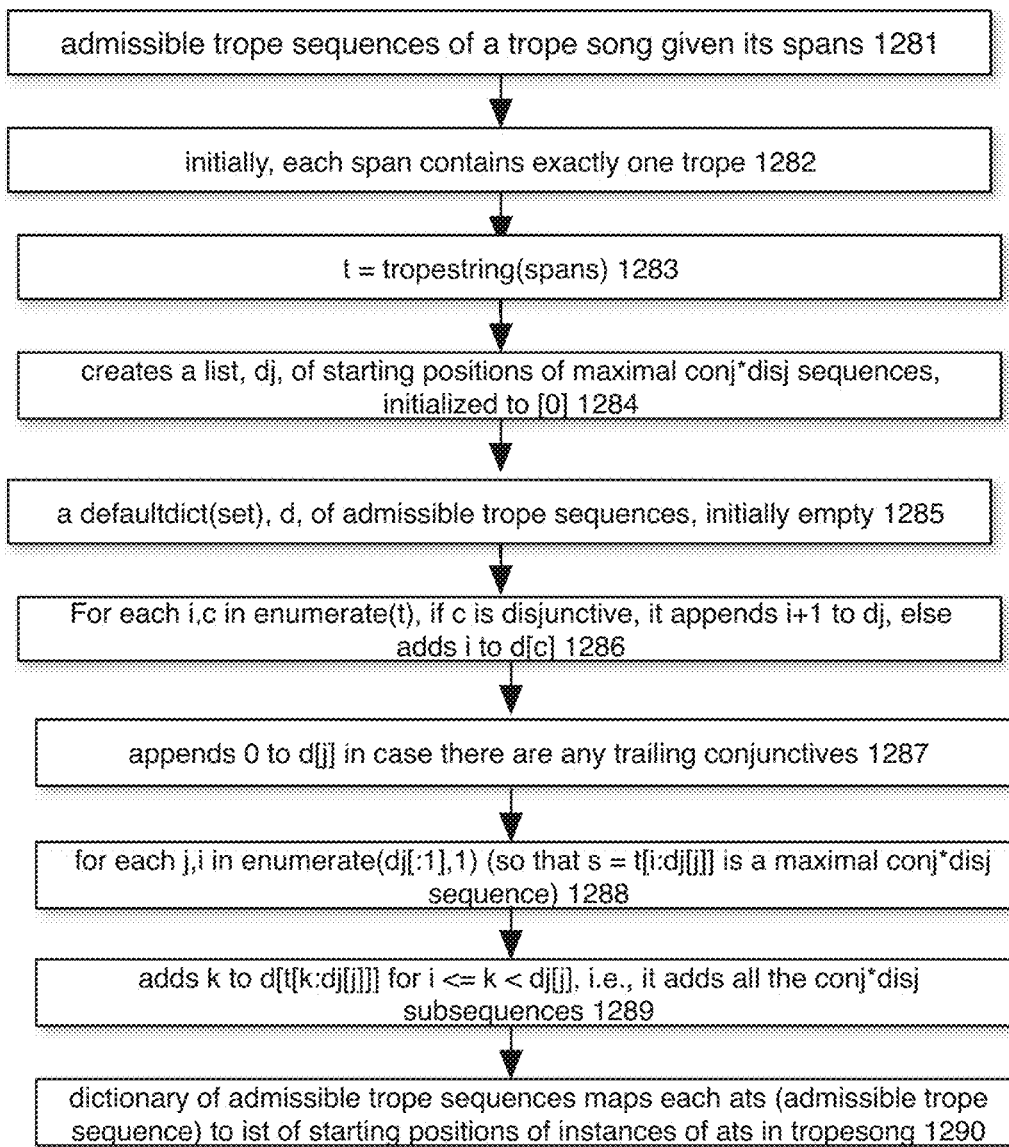 admissible trope sequences of a trope song given its spans 1281
initially, each span contains exactly one trope 1282
t = tropestring(spans) 1283
creates a list, dj, of starting positions of maximal conj*disj sequences,
initialized to [0] 1284
a defaultdict(set), d, of admissible trope sequences, initially empty 1285
For each i,c in enumerate(t), if c is disjunctive, it appends i+1 to dj, else
adds i to d[c] 1286
appends 0 to d[j] in case there are any trailing conjunctives 1287
for each j,i in enumerate(dj[:1],1) (so that s = t[i:dj[j]] is a maximal conj*disj
sequence) 1288
adds k to d[t[k:dj[j]]] for i <= k < dj[j], i.e., it adds all the conj*disj
subsequences 1289
dictionary of admissible trope sequences maps each ats (admissible trope
sequence) to ist of starting positions of instances of ats in tropesong 1290